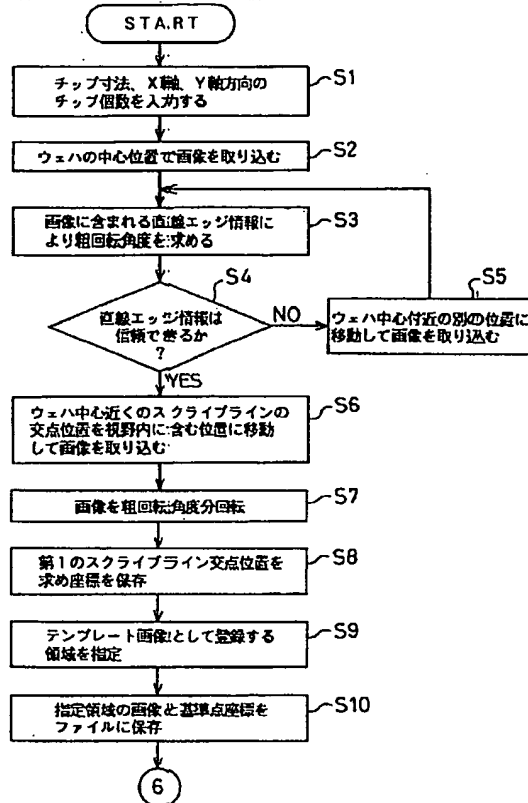 START
チップ寸法、X軸、Y軸方向の
チップ個数を入力する
S1
ウェハの中心位置で画像を取り込む
S2
画像に含まれる直線エッジ情報に
より粗回転角度を求める
S3
直線エッジ情報は
信頼できるか
?
S4
NO
YES
ウェハ中心付近の別の位置に
移動して画像を取り込む
S5
ウェハ中心近くのスクライブラインの
交点位置を視野内に含む位置に移動
して画像を取り込む
S6
画像を粗回転角度分回転
S7
第1のスクライブライン交点位置を
求め座標を保存
S8
テンプレート画像として登録する
領域を指定
S9
指定領域の画像と基準点座標を
ファイルに保存
S10
6